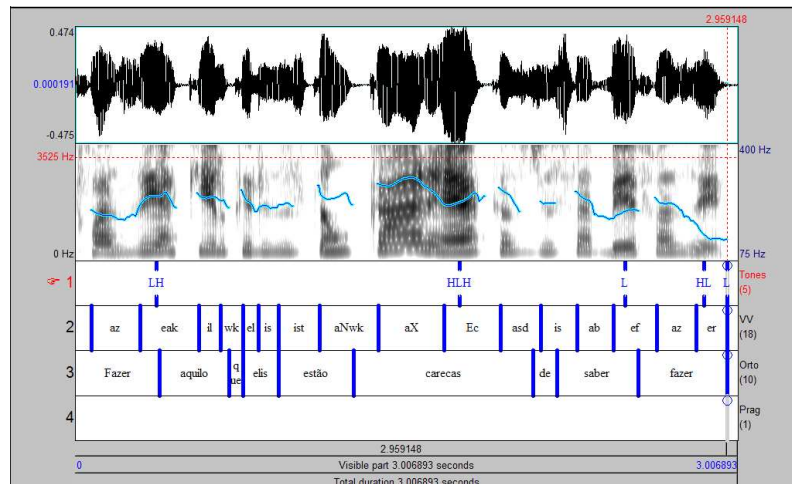 2.959148
0.474
0.000191
-0.475
3525 Hz 400 Hz
0 Hz 75 Hz
☞ 1 LH HLH L HL L Tones (5)
2 az eak il wk el is ist aNwk aX Ec asd is ab ef az er VV (18)
3 Fazer aquilo q ue elis estão carecas de saber fazer Orto (10)
4 Prag (1)
2.959148
0 Visible part 3.006893 seconds 3.006893
Total duration 3.006893 seconds